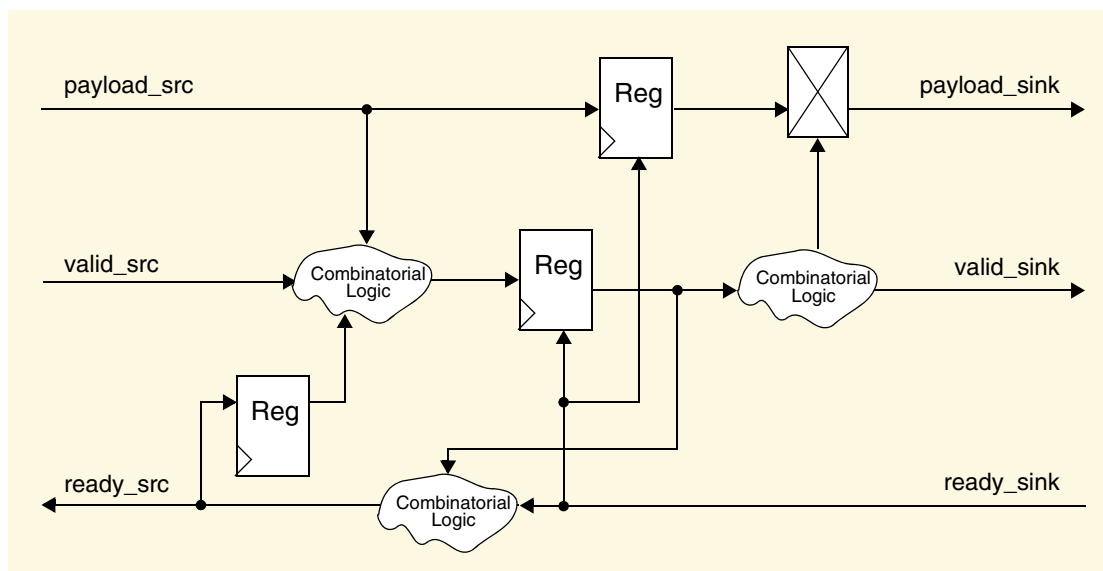 payload_src
Reg
payload_sink
valid_src
Combinatorial
Logic
Reg
Combinatorial
Logic
valid_sink
Reg
ready_src
Combinatorial
Logic
ready_sink